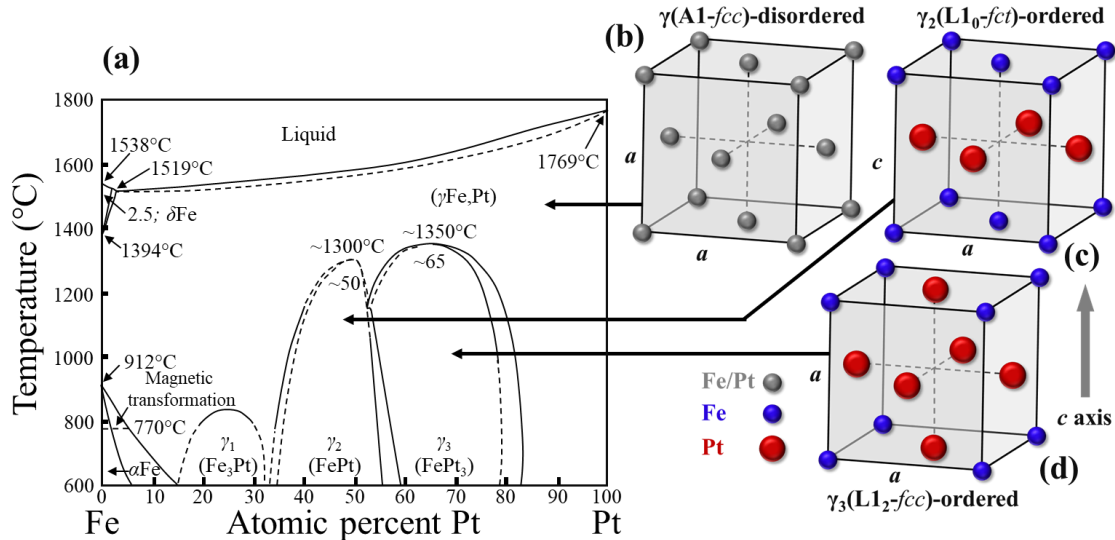 (a)
1800
1600
1400
1200
1000
800
600
Temperature (°C)
Liquid
1538°C
1519°C
2.5; δFe
1394°C
1769°C
(γFe,Pt)
~1300°C
~50
~1350°C
~65
912°C
Magnetic
transformation
770°C
αFe
γ₁
(Fe₃Pt)
γ₂
(FePt)
γ₃
(FePt₃)
0 10 20 30 40 50 60 70 80 90 100
Fe Atomic percent Pt Pt
γ(A1-fcc)-disordered
(b)
a
a
γ₂(L1₀-fct)-ordered
c
a
(c)
a
a
(d)
γ₃(L1₂-fcc)-ordered
Fe/Pt
Fe
Pt
c axis